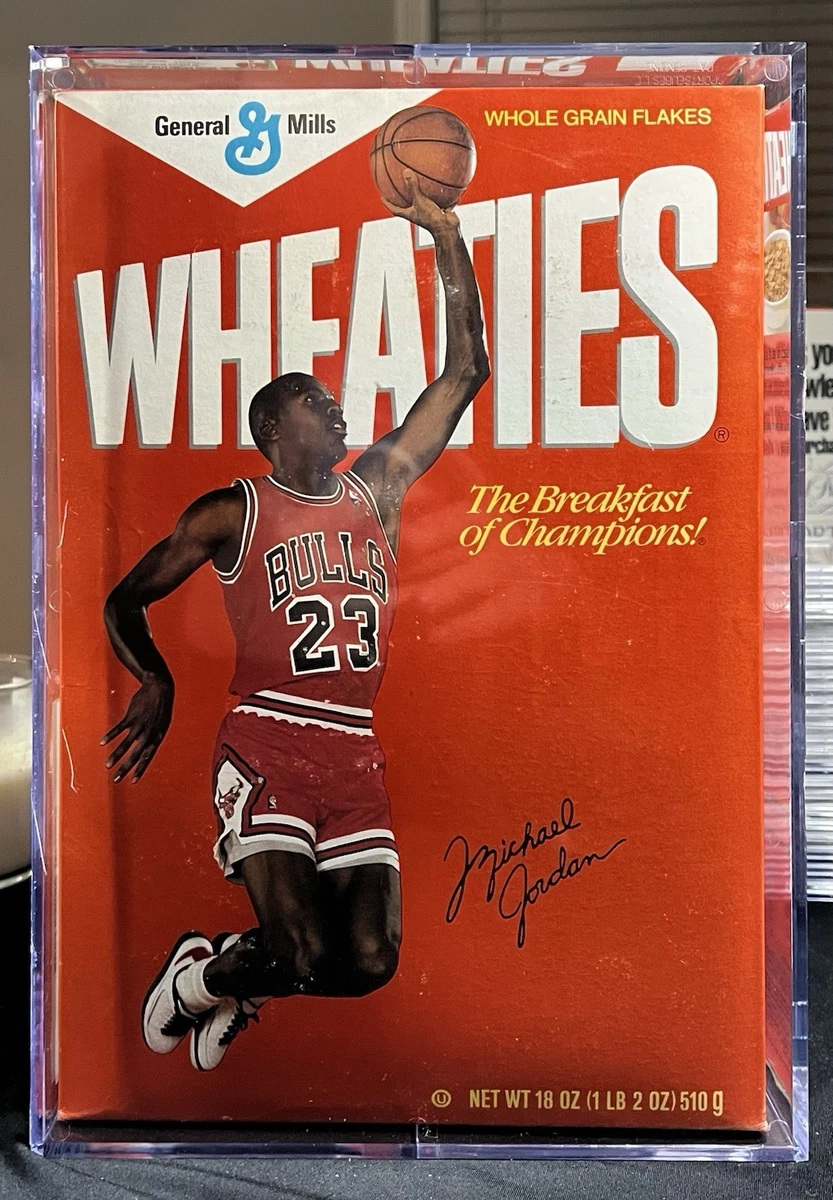 General Mills
WHOLE GRAIN FLAKES
WHEATIES®
The Breakfast
of Champions!®
BULLS
23
Michael
Jordan
Ⓤ NET WT 18 OZ (1 LB 2 OZ) 510 g